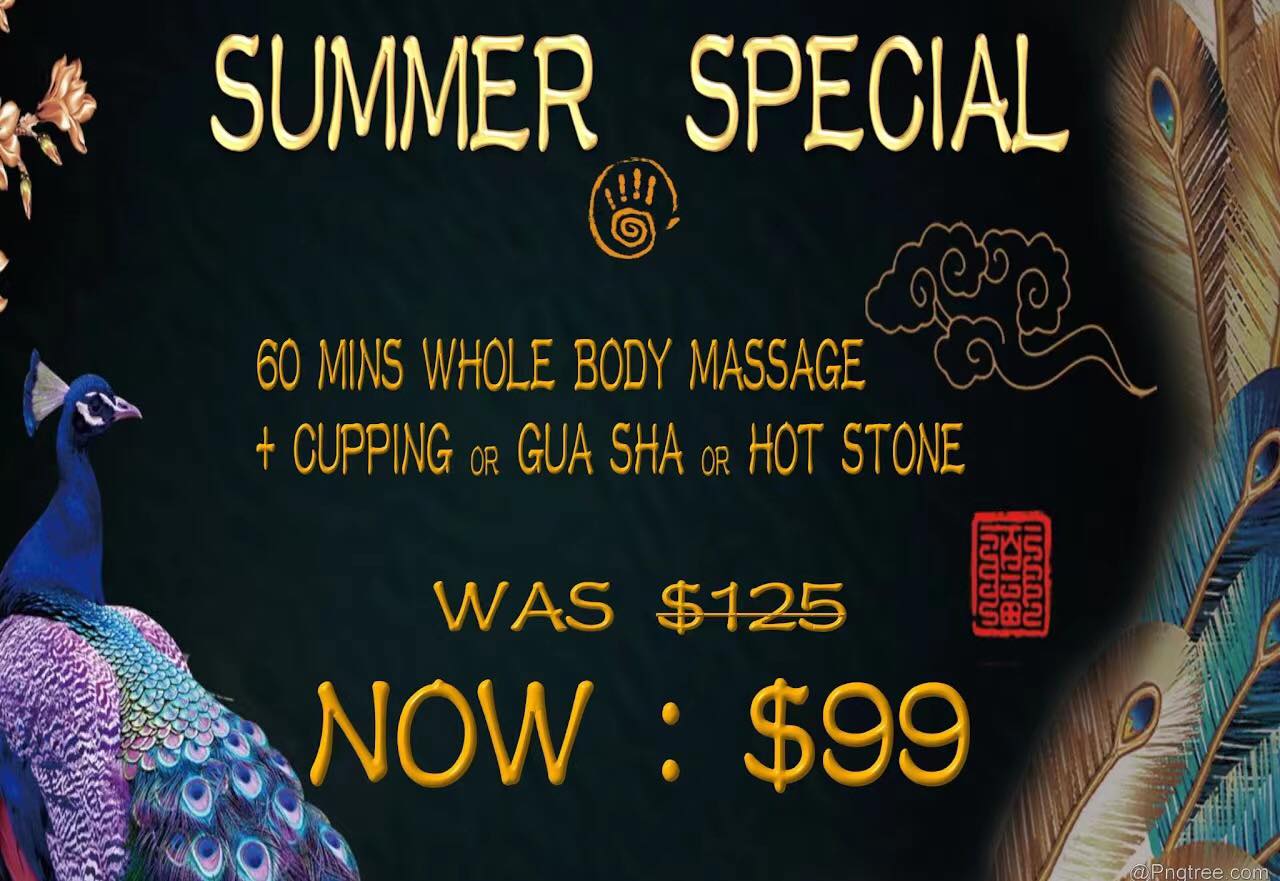 SUMMER SPECIAL
60 MINS WHOLE BODY MASSAGE
+ CUPPING OR GUA SHA OR HOT STONE
WAS $125
NOW : $99
@Pngtree.com